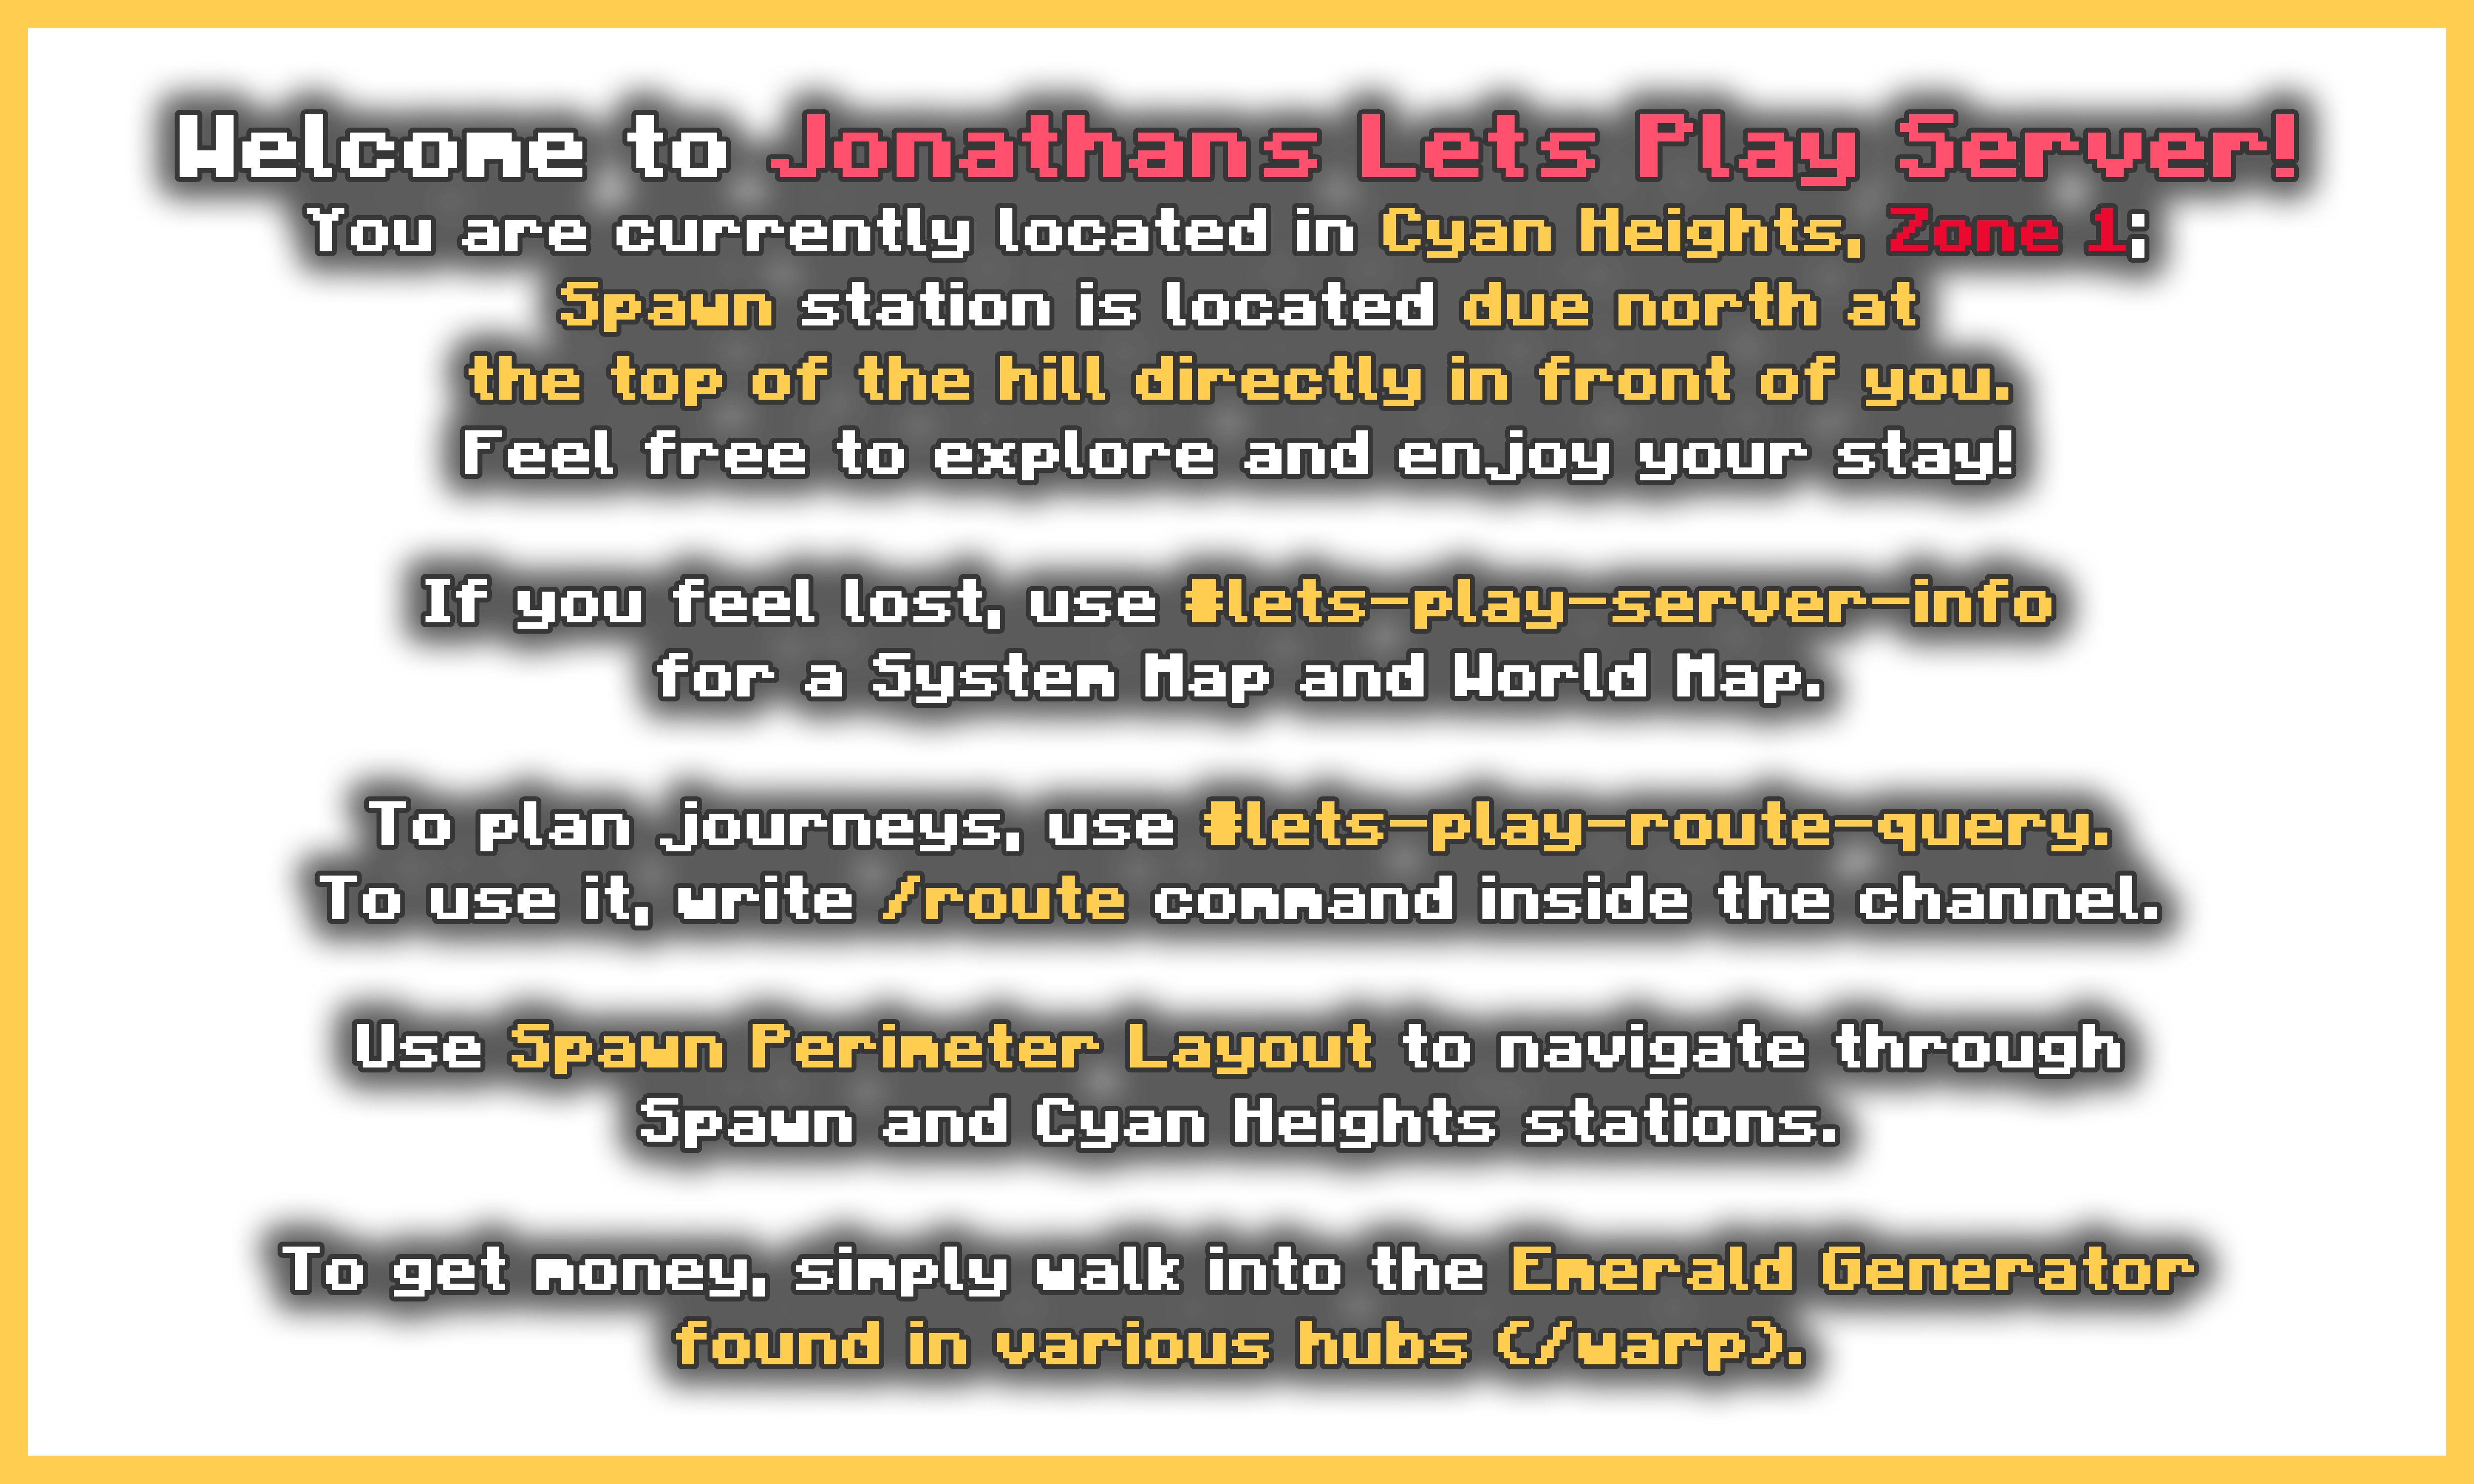 Welcome to Jonathans Lets Play Server!
You are currently located in Cyan Heights, Zone 1:
Spawn station is located due north at
the top of the hill directly in front of you.
Feel free to explore and enjoy your stay!
If you feel lost, use #lets-play-server-info
for a System Map and World Map.
To plan journeys, use #lets-play-route-query.
To use it, write /route command inside the channel.
Use Spawn Perimeter Layout to navigate through
Spawn and Cyan Heights stations.
To get money, simply walk into the Emerald Generator
found in various hubs (/warp).